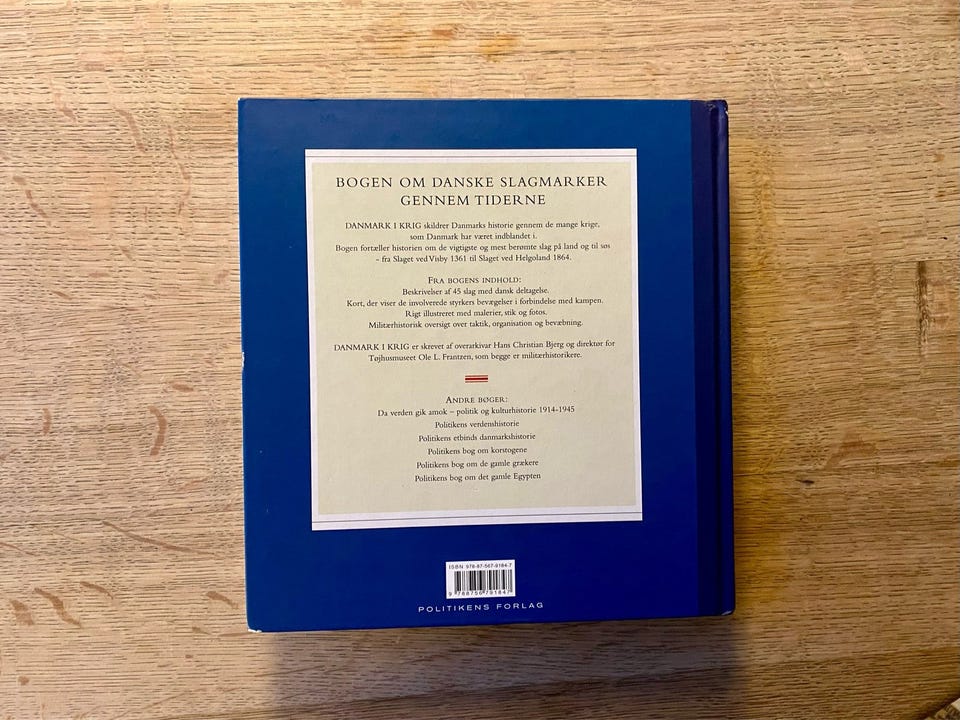 BOGEN OM DANSKE SLAGMARKER
GENNEM TIDERNE
DANMARK I KRIG skildrer Danmarks historie gennem de mange krige,
som Danmark har været indblandet i.
Bogen fortæller historien om de vigtigste og mest berømte slag på land og til søs
– fra Slaget ved Visby 1361 til Slaget ved Helgoland 1864.
FRA BOGENS INDHOLD:
Beskrivelser af 45 slag med dansk deltagelse.
Kort, der viser de involverede styrkers bevægelser i forbindelse med kampen.
Rigt illustreret med malerier, stik og fotos.
Militærhistorisk oversigt over taktik, organisation og bevæbning.
DANMARK I KRIG er skrevet af overarkivar Hans Christian Bjerg og direktør for
Tøjhusmuseet Ole L. Frantzen, som begge er militærhistorikere.
ANDRE BØGER:
Da verden gik amok – politik og kulturhistorie 1914-1945
Politikens verdenshistorie
Politikens etbinds danmarkshistorie
Politikens bog om korstogene
Politikens bog om de gamle grækere
Politikens bog om det gamle Egypten
ISBN 978-87-567-9184-7
9 788756 791847
POLITIKENS FORLAG